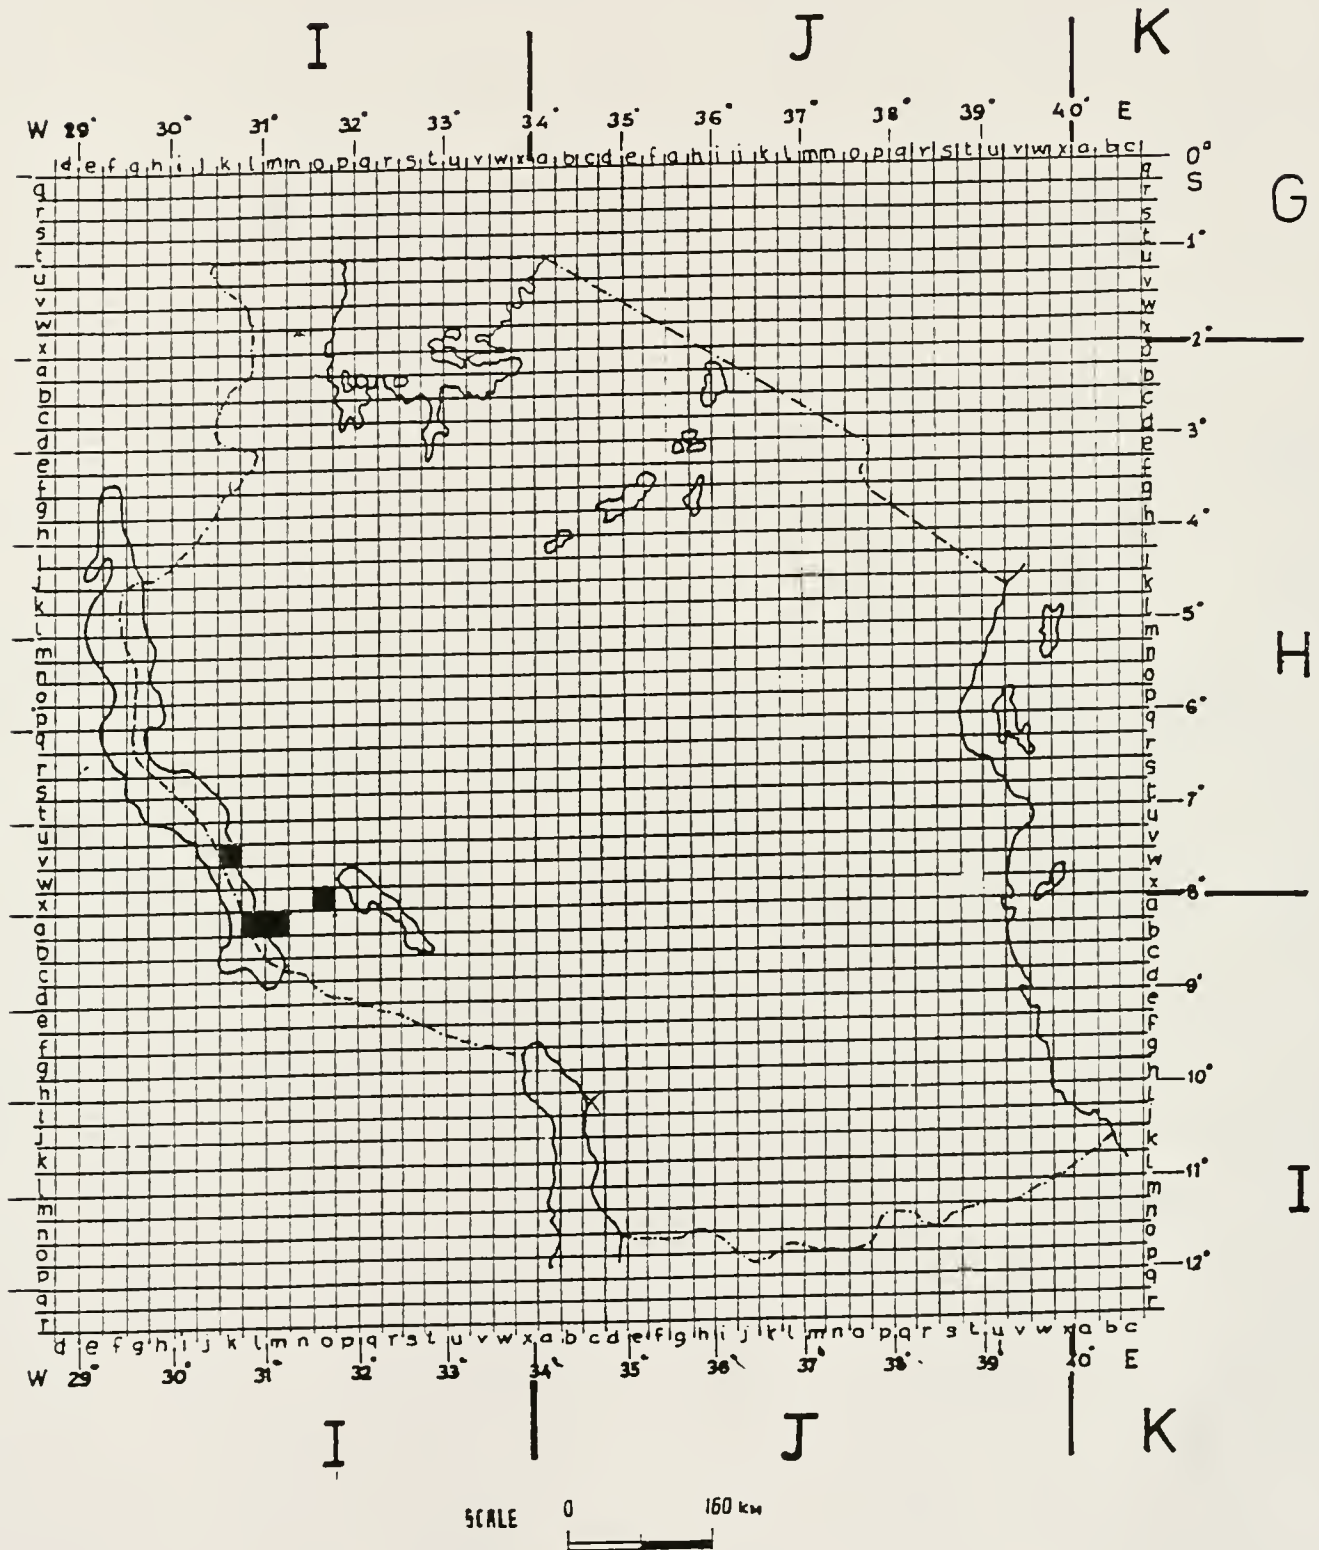 I J K
W 29° 30° 31° 32° 33° 34° 35° 36° 37° 38° 39° 40° E
d e f g h i j k l m n o p q r s t u v w x a b c d e f g h i j k l m n o p q r s t u v w x a b c 0°
q q S
r r G
s s
t t
1°
u u
v v
w w
x x
2°
a a
b b
c c
d d
3°
e e
f f
g g
h h
4°
i i
j j
k k
l l
5°
m m H
n n
o o
p p
6°
q q
r r
s s
t t
7°
u u
v v
w w
x x
8°
a a
b b
c c
d d
9°
e e
f f
g g
h h
10°
i i
j j
k k
l l
11°
m m I
n n
o o
p p
12°
q q
r r
d e f g h i j k l m n o p q r s t u v w x a b c d e f g h i j k l m n o p q r s t u v w x a b c
W 29° 30° 31° 32° 33° 34° 35° 36° 37° 38° 39° 40° E
I J K
SCALE 0 160 KM